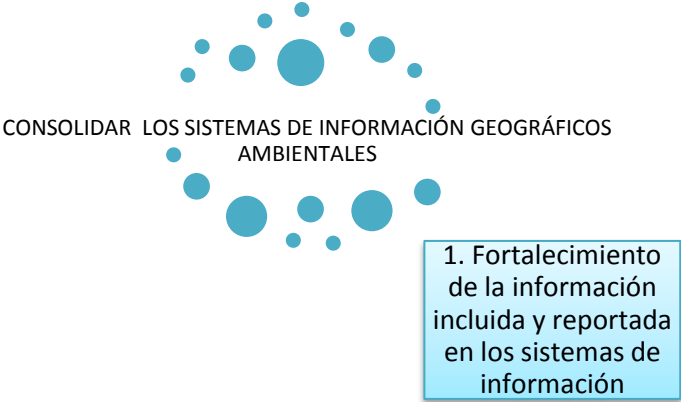 CONSOLIDAR LOS SISTEMAS DE INFORMACIÓN GEOGRÁFICOS
AMBIENTALES
1. Fortalecimiento
de la información
incluida y reportada
en los sistemas de
información